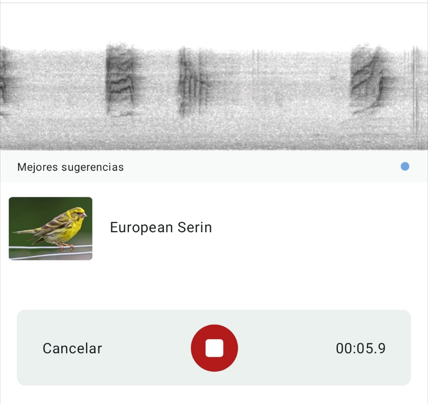 Mejores sugerencias
European Serin
Cancelar
00:05.9